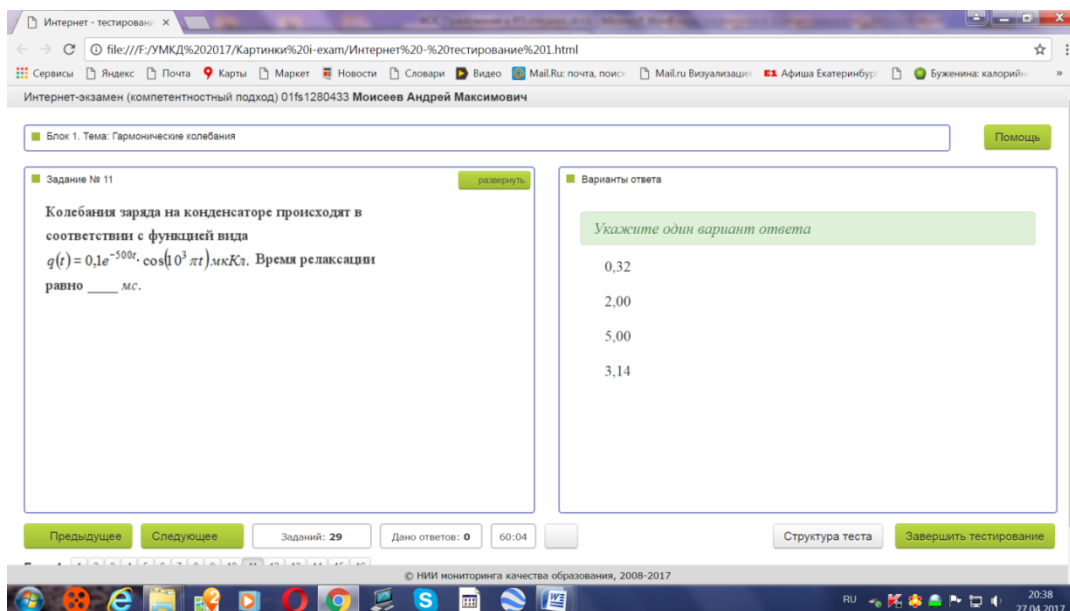 Интернет - тестировани
file:///F:/УМКД%202017/Картинки%20i-exam/Интернет%20-%20тестирование%201.html
Сервисы Яндекс Почта Карты Маркет Новости Словари Видео Mail.Ru: почта, поиск Mail.ru Визуализация Е1 Афиша Екатеринбург Буженина: калорийн »
Интернет-экзамен (компетентностный подход) 01fs1280433 Моисеев Андрей Максимович
Блок 1. Тема: Гармонические колебания
Помощь
Задание № 11
развернуть
Колебания заряда на конденсаторе происходят в
соответствии с функцией вида
q(t) = 0,1e^{-500t} · cos(10^3 πt) мкКл. Время релаксации
равно ____ мс.
Варианты ответа
Укажите один вариант ответа
0,32
2,00
5,00
3,14
Предыдущее Следующее Заданий: 29 Дано ответов: 0 60:04 Структура теста Завершить тестирование
© НИИ мониторинга качества образования, 2008-2017
RU 20:38
27.04.2017